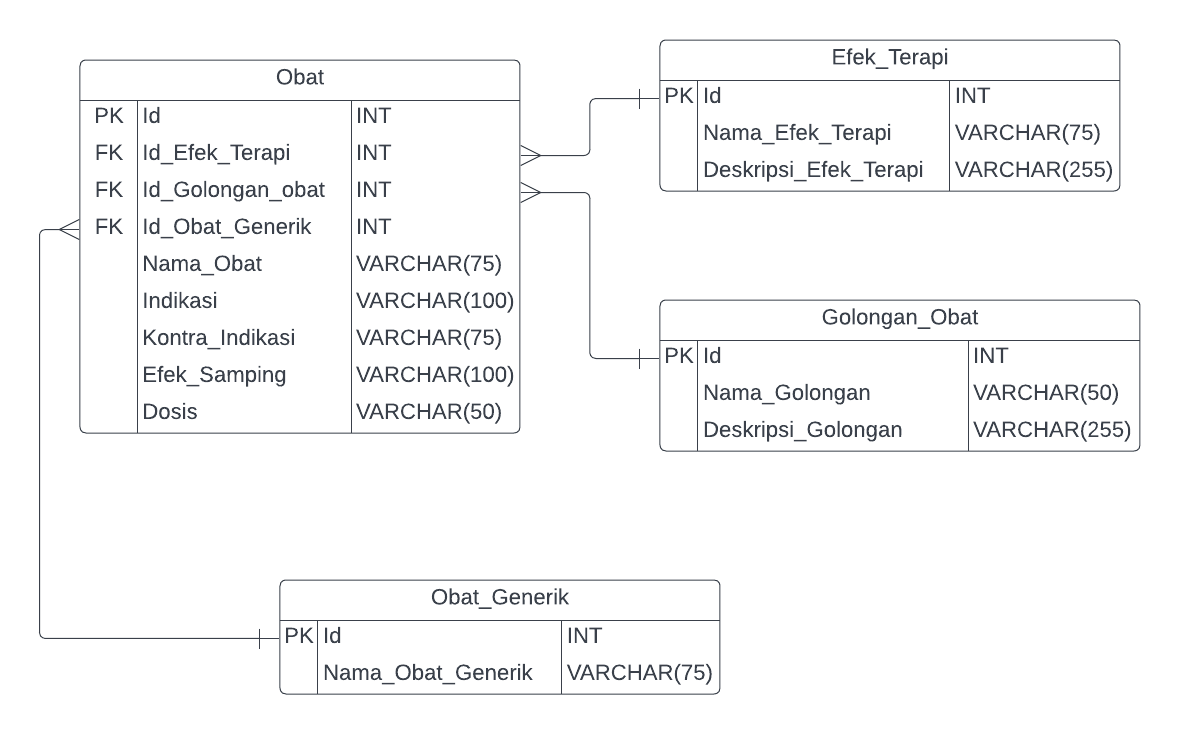 Obat
PK Id INT
FK Id_Efek_Terapi INT
FK Id_Golongan_obat INT
FK Id_Obat_Generik INT
Nama_Obat VARCHAR(75)
Indikasi VARCHAR(100)
Kontra_Indikasi VARCHAR(75)
Efek_Samping VARCHAR(100)
Dosis VARCHAR(50)
Efek_Terapi
PK Id INT
Nama_Efek_Terapi VARCHAR(75)
Deskripsi_Efek_Terapi VARCHAR(255)
Golongan_Obat
PK Id INT
Nama_Golongan VARCHAR(50)
Deskripsi_Golongan VARCHAR(255)
Obat_Generik
PK Id INT
Nama_Obat_Generik VARCHAR(75)